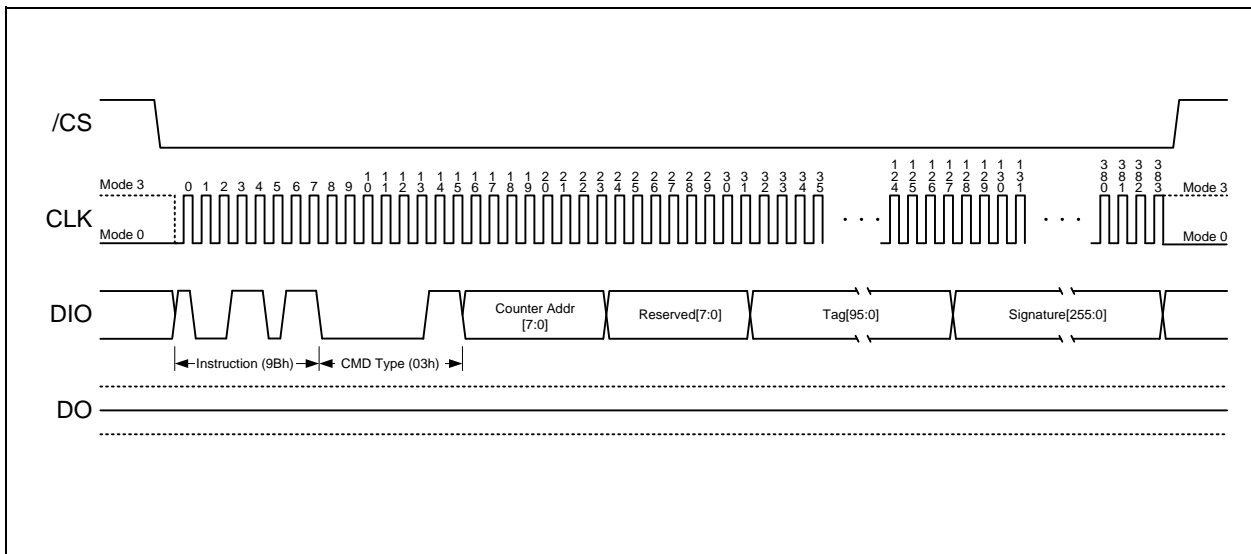 /CS
Mode 3
0 1 2 3 4 5 6 7 8 9 10 11 12 13 14 15 16 17 18 19 20 21 22 23 24 25 26 27 28 29 30 31 32 33 34 35 124 125 126 127 128 129 130 131 380 381 382 383
Mode 3
CLK
Mode 0
Mode 0
DIO
Counter Addr
[7:0]
Reserved[7:0]
Tag[95:0]
Signature[255:0]
Instruction (9Bh)
CMD Type (03h)
DO